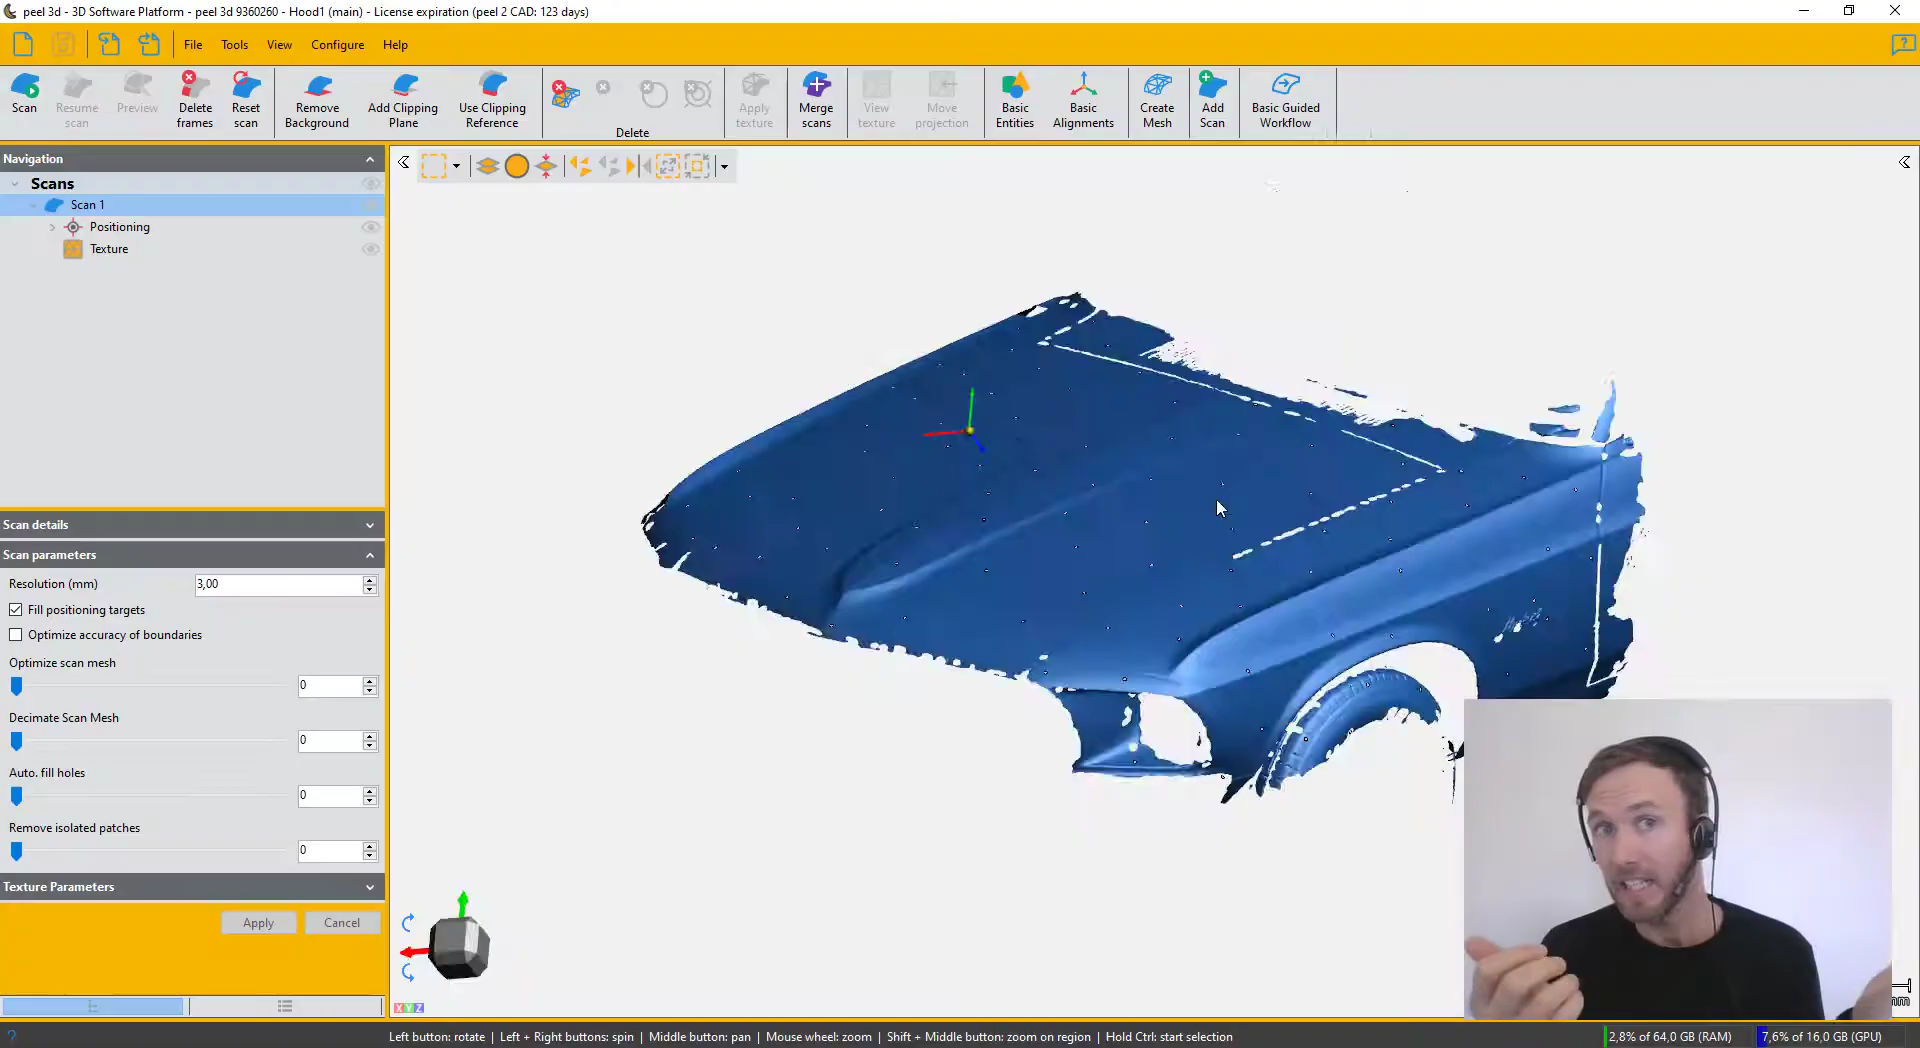 peel 3d - 3D Software Platform - peel 3d 9360260 - Hood1 (main) - License expiration (peel 2 CAD: 123 days)
File Tools View Configure Help
Scan
Resume scan
Preview
Delete frames
Reset scan
Remove Background
Add Clipping Plane
Use Clipping Reference
Delete
Apply texture
Merge scans
View texture
Move projection
Basic Entities
Basic Alignments
Create Mesh
Add Scan
Basic Guided Workflow
Navigation
Scans
Scan 1
Positioning
Texture
Scan details
Scan parameters
Resolution (mm) 3,00
Fill positioning targets
Optimize accuracy of boundaries
Optimize scan mesh
0
Decimate Scan Mesh
0
Auto. fill holes
0
Remove isolated patches
0
Texture Parameters
Apply Cancel
X Y Z
mm
Left button: rotate | Left + Right buttons: spin | Middle button: pan | Mouse wheel: zoom | Shift + Middle button: zoom on region | Hold Ctrl: start selection
2,8% of 64,0 GB (RAM) 7,6% of 16,0 GB (GPU)